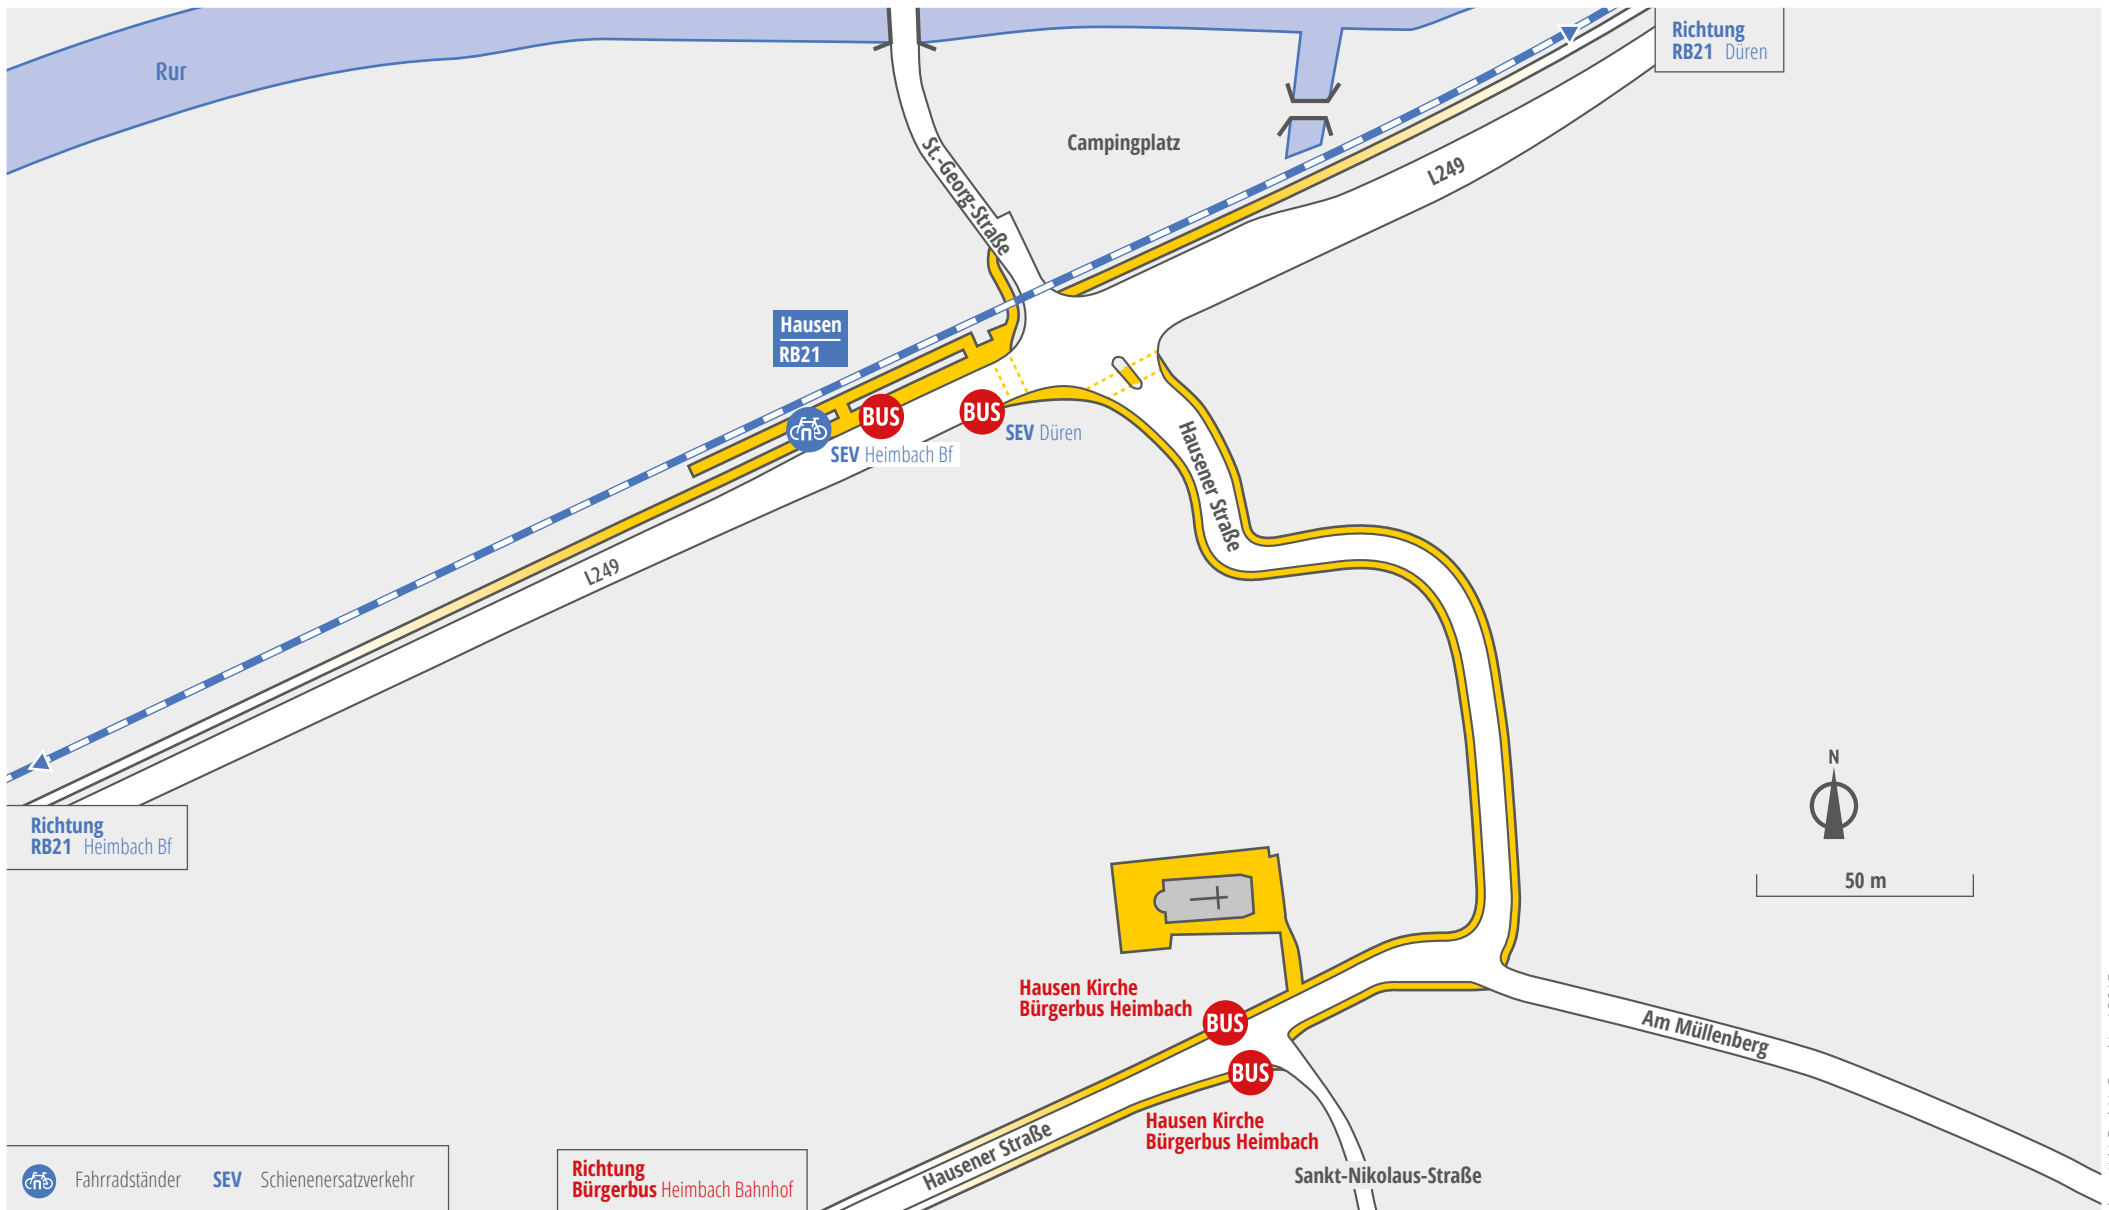 Rur
Richtung
RB21 Düren
Campingplatz
St.-Georg-Straße
L249
Hausen
RB21
BUS
BUS
SEV Düren
SEV Heimbach Bf
Hausener Straße
L249
N
50 m
Richtung
RB21 Heimbach Bf
Hausen Kirche
Bürgerbus Heimbach
BUS
Am Müllenberg
BUS
Hausen Kirche
Bürgerbus Heimbach
Hausener Straße
Sankt-Nikolaus-Straße
Fahrradständer SEV Schienenersatzverkehr
Richtung
Bürgerbus Heimbach Bahnhof